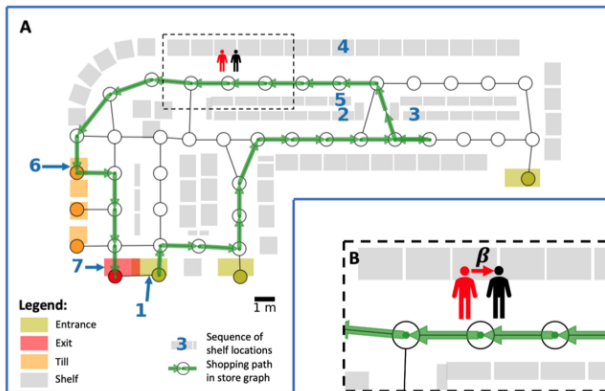 A
4
5
2
3
6
7
1
1 m
B
β
Legend:
Entrance
Exit
Till
Shelf
3
Sequence of
shelf locations
Shopping path
in store graph